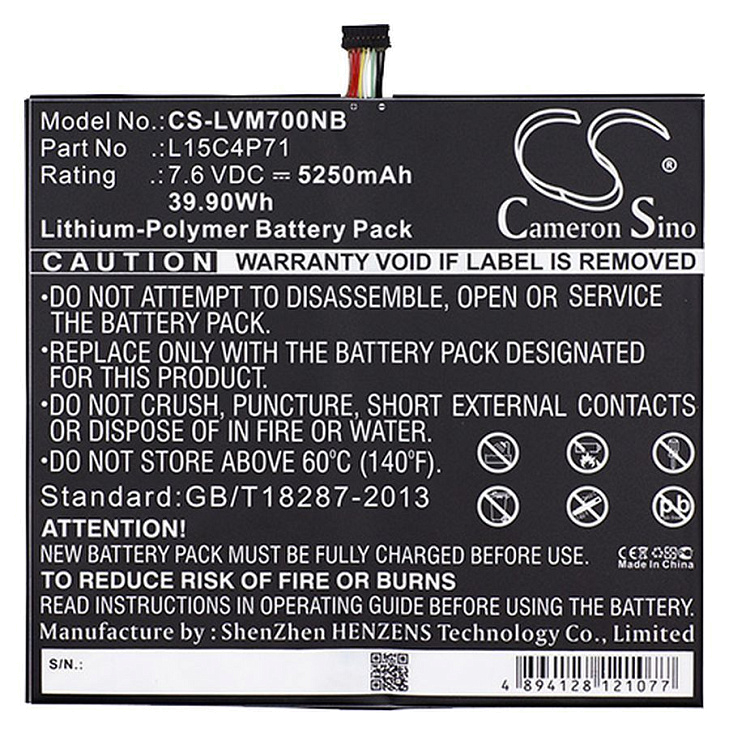 Model No.:CS-LVM700NB
Part No .:L15C4P71
Rating .:7.6 VDC ⎓ 5250mAh
39.90Wh
Lithium-Polymer Battery Pack
CS ®
Cameron Sino
CAUTION WARRANTY VOID IF LABEL IS REMOVED
•DO NOT ATTEMPT TO DISASSEMBLE, OPEN OR SERVICE
THE BATTERY PACK.
•REPLACE ONLY WITH THE BATTERY PACK DESIGNATED
FOR THIS PRODUCT.
•DO NOT CRUSH, PUNCTURE, SHORT EXTERNAL CONTACTS
OR DISPOSE OF IN FIRE OR WATER.
•DO NOT STORE ABOVE 60°C (140°F).
Standard:GB/T18287-2013
Pb
ATTENTION!
NEW BATTERY PACK MUST BE FULLY CHARGED BEFORE USE.
CE
Made In China
TO REDUCE RISK OF FIRE OR BURNS
READ INSTRUCTIONS IN OPERATING GUIDE BEFORE USING THE BATTERY.
Manufacture by : ShenZhen HENZENS Technology Co., Limited
S/N.:
4 894128 121077